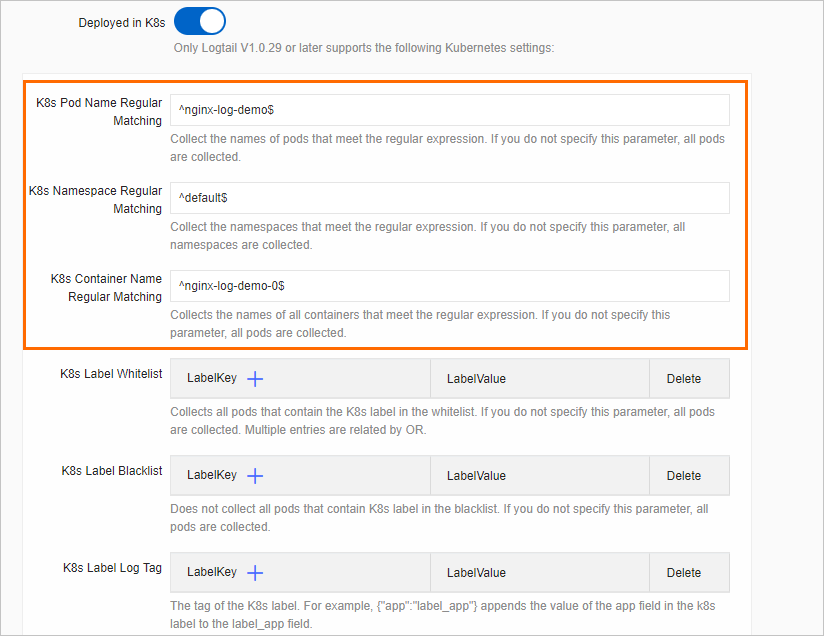 Deployed in K8s
Only Logtail V1.0.29 or later supports the following Kubernetes settings:
K8s Pod Name Regular
Matching
^nginx-log-demo$
Collect the names of pods that meet the regular expression. If you do not specify this parameter, all pods
are collected.
K8s Namespace Regular
Matching
^default$
Collect the namespaces that meet the regular expression. If you do not specify this parameter, all
namespaces are collected.
K8s Container Name
Regular Matching
^nginx-log-demo-0$
Collects the names of all containers that meet the regular expression. If you do not specify this
parameter, all pods are collected.
K8s Label Whitelist
LabelKey + LabelValue Delete
Collects all pods that contain the K8s label in the whitelist. If you do not specify this parameter, all pods
are collected. Multiple entries are related by OR.
K8s Label Blacklist
LabelKey + LabelValue Delete
Does not collect all pods that contain K8s label in the blacklist. If you do not specify this parameter, all
pods are collected.
K8s Label Log Tag
LabelKey + LabelValue Delete
The tag of the K8s label. For example, {"app":"label_app"} appends the value of the app field in the k8s
label to the label_app field.